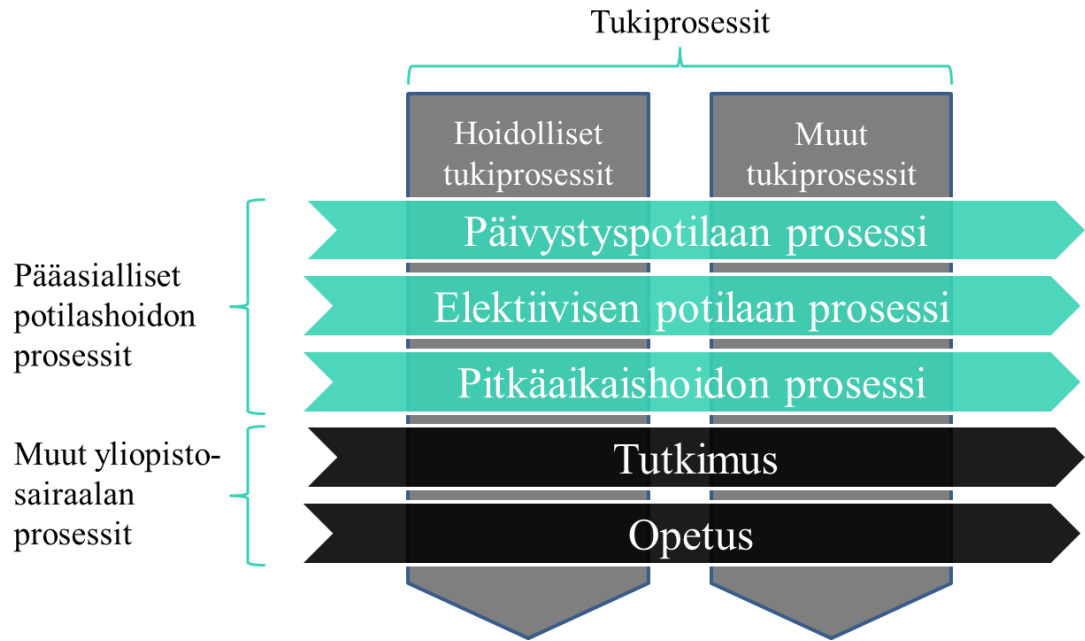 Tukiprosessit
Hoidolliset
tukiprosessit
Muut
tukiprosessit
Pääasialliset
potilashoidon
prosessit
Päivystyspotilaan prosessi
Elektiivisen potilaan prosessi
Pitkäaikaishoidon prosessi
Muut yliopisto-
sairaalan
prosessit
Tutkimus
Opetus